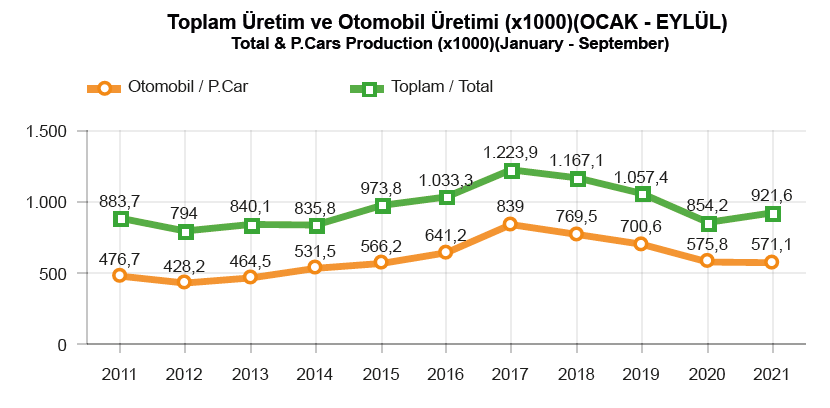 Toplam Üretim ve Otomobil Üretimi (x1000)(OCAK - EYLÜL)
Total & P.Cars Production (x1000)(January - September)
Otomobil / P.Car Toplam / Total
1.500
1.000
500
0
883,7 794 840,1 835,8 973,8 1.033,3 1.223,9 1.167,1 1.057,4 854,2 921,6
476,7 428,2 464,5 531,5 566,2 641,2 839 769,5 700,6 575,8 571,1
2011 2012 2013 2014 2015 2016 2017 2018 2019 2020 2021